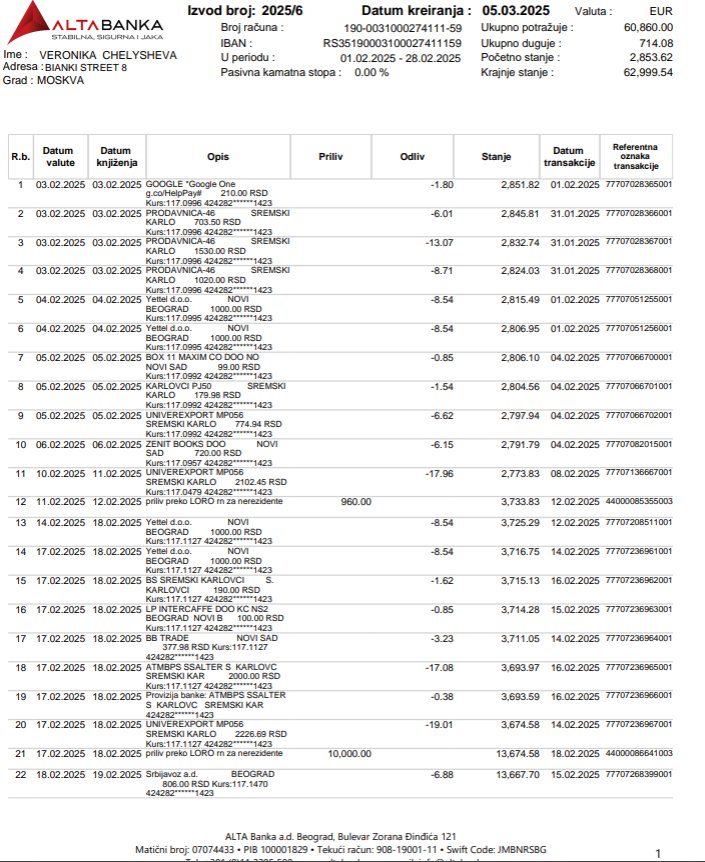 ALTABANKA
STABILNA, SIGURNA I JAKA
Izvod broj: 2025/6 Datum kreiranja : 05.03.2025 Valuta : EUR
Broj računa : 190-0031000274111-59 Ukupno potražuje : 60,860.00
IBAN : RS35190003100027411159 Ukupno duguje : 714.08
Ime : VERONIKA CHELYSHEVA U periodu : 01.02.2025 - 28.02.2025 Početno stanje : 2,853.62
Adresa : BIANKI STREET 8 Pasivna kamatna stopa : 0.00 % Krajnje stanje : 62,999.54
Grad : MOSKVA
R.b. Datum valute Datum knjiženja Opis Priliv Odliv Stanje Datum transakcije Referentna oznaka transakcije
1 03.02.2025 03.02.2025 GOOGLE *Google One -1.80 2,851.82 01.02.2025 77707028365001
g.co/HelpPay# 210.00 RSD
Kurs:117.0996 424282******1423
2 03.02.2025 03.02.2025 PRODAVNICA-46 SREMSKI -6.01 2,845.81 31.01.2025 77707028366001
KARLO 703.50 RSD
Kurs:117.0996 424282******1423
3 03.02.2025 03.02.2025 PRODAVNICA-46 SREMSKI -13.07 2,832.74 31.01.2025 77707028367001
KARLO 1530.00 RSD
Kurs:117.0996 424282******1423
4 03.02.2025 03.02.2025 PRODAVNICA-46 SREMSKI -8.71 2,824.03 31.01.2025 77707028368001
KARLO 1020.00 RSD
Kurs:117.0996 424282******1423
5 04.02.2025 04.02.2025 Yettel d.o.o. NOVI -8.54 2,815.49 01.02.2025 77707051255001
BEOGRAD 1000.00 RSD
Kurs:117.0995 424282******1423
6 04.02.2025 04.02.2025 Yettel d.o.o. NOVI -8.54 2,806.95 01.02.2025 77707051256001
BEOGRAD 1000.00 RSD
Kurs:117.0995 424282******1423
7 05.02.2025 05.02.2025 BOX 11 MAXIM CO DOO NO -0.85 2,806.10 04.02.2025 77707066700001
NOVI SAD 99.00 RSD
Kurs:117.0992 424282******1423
8 05.02.2025 05.02.2025 KARLOVCI PJ50 SREMSKI -1.54 2,804.56 04.02.2025 77707066701001
KARLO 179.98 RSD
Kurs:117.0992 424282******1423
9 05.02.2025 05.02.2025 UNIVEREXPORT MP056 -6.62 2,797.94 04.02.2025 77707066702001
SREMSKI KARLO 774.94 RSD
Kurs:117.0992 424282******1423
10 06.02.2025 06.02.2025 ZENIT BOOKS DOO NOVI -6.15 2,791.79 04.02.2025 77707082015001
SAD 720.00 RSD
Kurs:117.0957 424282******1423
11 10.02.2025 11.02.2025 UNIVEREXPORT MP056 -17.96 2,773.83 08.02.2025 77707136667001
SREMSKI KARLO 2102.45 RSD
Kurs:117.0479 424282******1423
12 11.02.2025 12.02.2025 priliv preko LORO rn za nerezidente 960.00 3,733.83 12.02.2025 44000085355003
13 14.02.2025 18.02.2025 Yettel d.o.o. NOVI -8.54 3,725.29 12.02.2025 77707208511001
BEOGRAD 1000.00 RSD
Kurs:117.1127 424282******1423
14 17.02.2025 18.02.2025 Yettel d.o.o. NOVI -8.54 3,716.75 14.02.2025 77707236961001
BEOGRAD 1000.00 RSD
Kurs:117.1127 424282******1423
15 17.02.2025 18.02.2025 BS SREMSKI KARLOVCI S. -1.62 3,715.13 16.02.2025 77707236962001
KARLOVCI 190.00 RSD
Kurs:117.1127 424282******1423
16 17.02.2025 18.02.2025 LP INTERCAFFE DOO KC NS2 -0.85 3,714.28 15.02.2025 77707236963001
BEOGRAD NOVI B 100.00 RSD
Kurs:117.1127 424282******1423
17 17.02.2025 18.02.2025 BB TRADE NOVI SAD -3.23 3,711.05 14.02.2025 77707236964001
377.98 RSD Kurs:117.1127
424282******1423
18 17.02.2025 18.02.2025 ATMBPS SSALTER S KARLOVC -17.08 3,693.97 16.02.2025 77707236965001
SREMSKI KAR 2000.00 RSD
Kurs:117.1127 424282******1423
19 17.02.2025 18.02.2025 Provizija banke: ATMBPS SSALTER -0.38 3,693.59 16.02.2025 77707236966001
S KARLOVC SREMSKI KAR
424282******1423
20 17.02.2025 18.02.2025 UNIVEREXPORT MP056 -19.01 3,674.58 14.02.2025 77707236967001
SREMSKI KARLO 2226.69 RSD
Kurs:117.1127 424282******1423
21 17.02.2025 18.02.2025 priliv preko LORO rn za nerezidente 10,000.00 13,674.58 18.02.2025 44000086641003
22 18.02.2025 19.02.2025 Srbijavoz a.d. BEOGRAD -6.88 13,667.70 15.02.2025 77707268399001
806.00 RSD Kurs:117.1470
424282******1423
ALTA Banka a.d. Beograd, Bulevar Zorana Đinđića 121
Matični broj: 07074433 • PIB 100001829 • Tekući račun: 908-19001-11 • Swift Code: JMBNRSBG
1